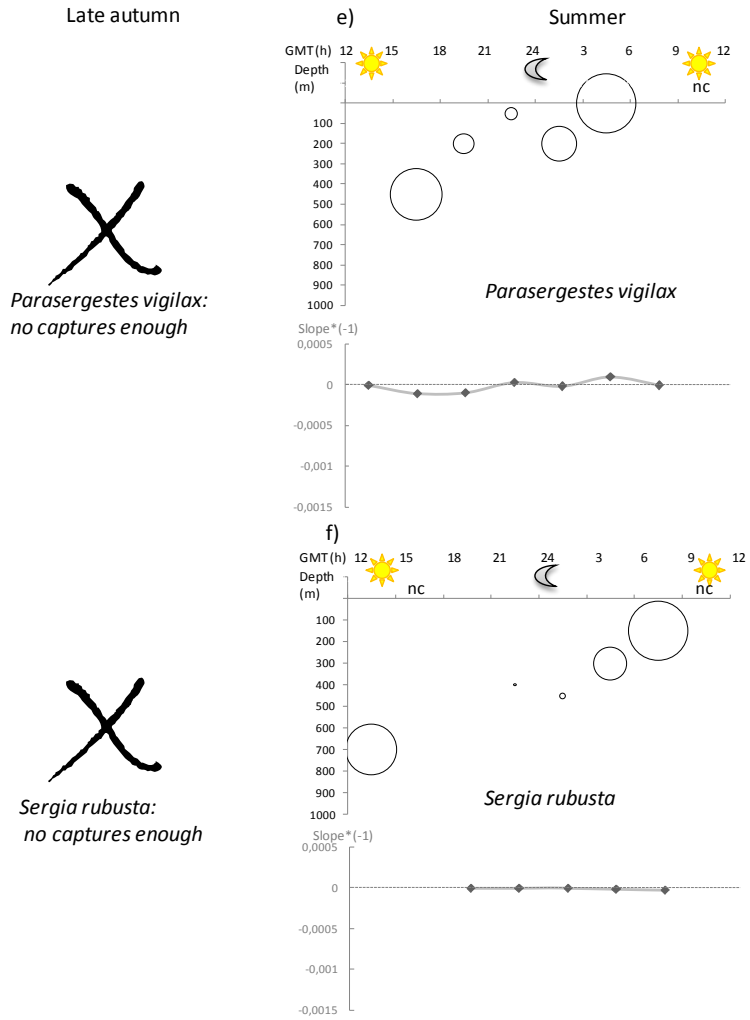 Late autumn
e)
Summer
GMT (h) 12 15 18 21 24 3 6 9 12
Depth
(m)
nc
100
200
300
400
500
600
700
800
900
1000
Parasergestes vigilax:
no captures enough
Parasergestes vigilax
Slope*(-1)
0,0005
0
-0,0005
-0,001
-0,0015
f)
GMT (h) 12 15 18 21 24 3 6 9 12
Depth
(m)
nc
nc
100
200
300
400
500
600
700
800
900
1000
Sergia rubusta:
no captures enough
Sergia rubusta
Slope*(-1)
0,0005
0
-0,0005
-0,001
-0,0015